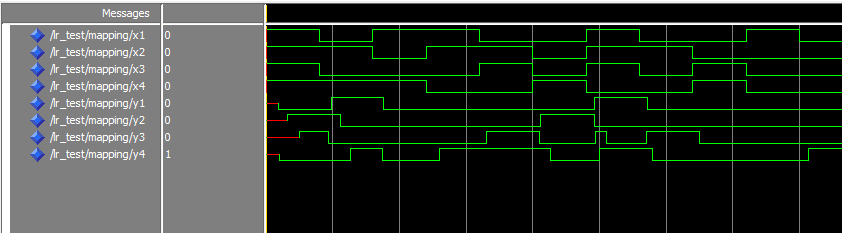 Messages
/lr_test/mapping/x1 0
/lr_test/mapping/x2 0
/lr_test/mapping/x3 0
/lr_test/mapping/x4 0
/lr_test/mapping/y1 0
/lr_test/mapping/y2 0
/lr_test/mapping/y3 0
/lr_test/mapping/y4 1